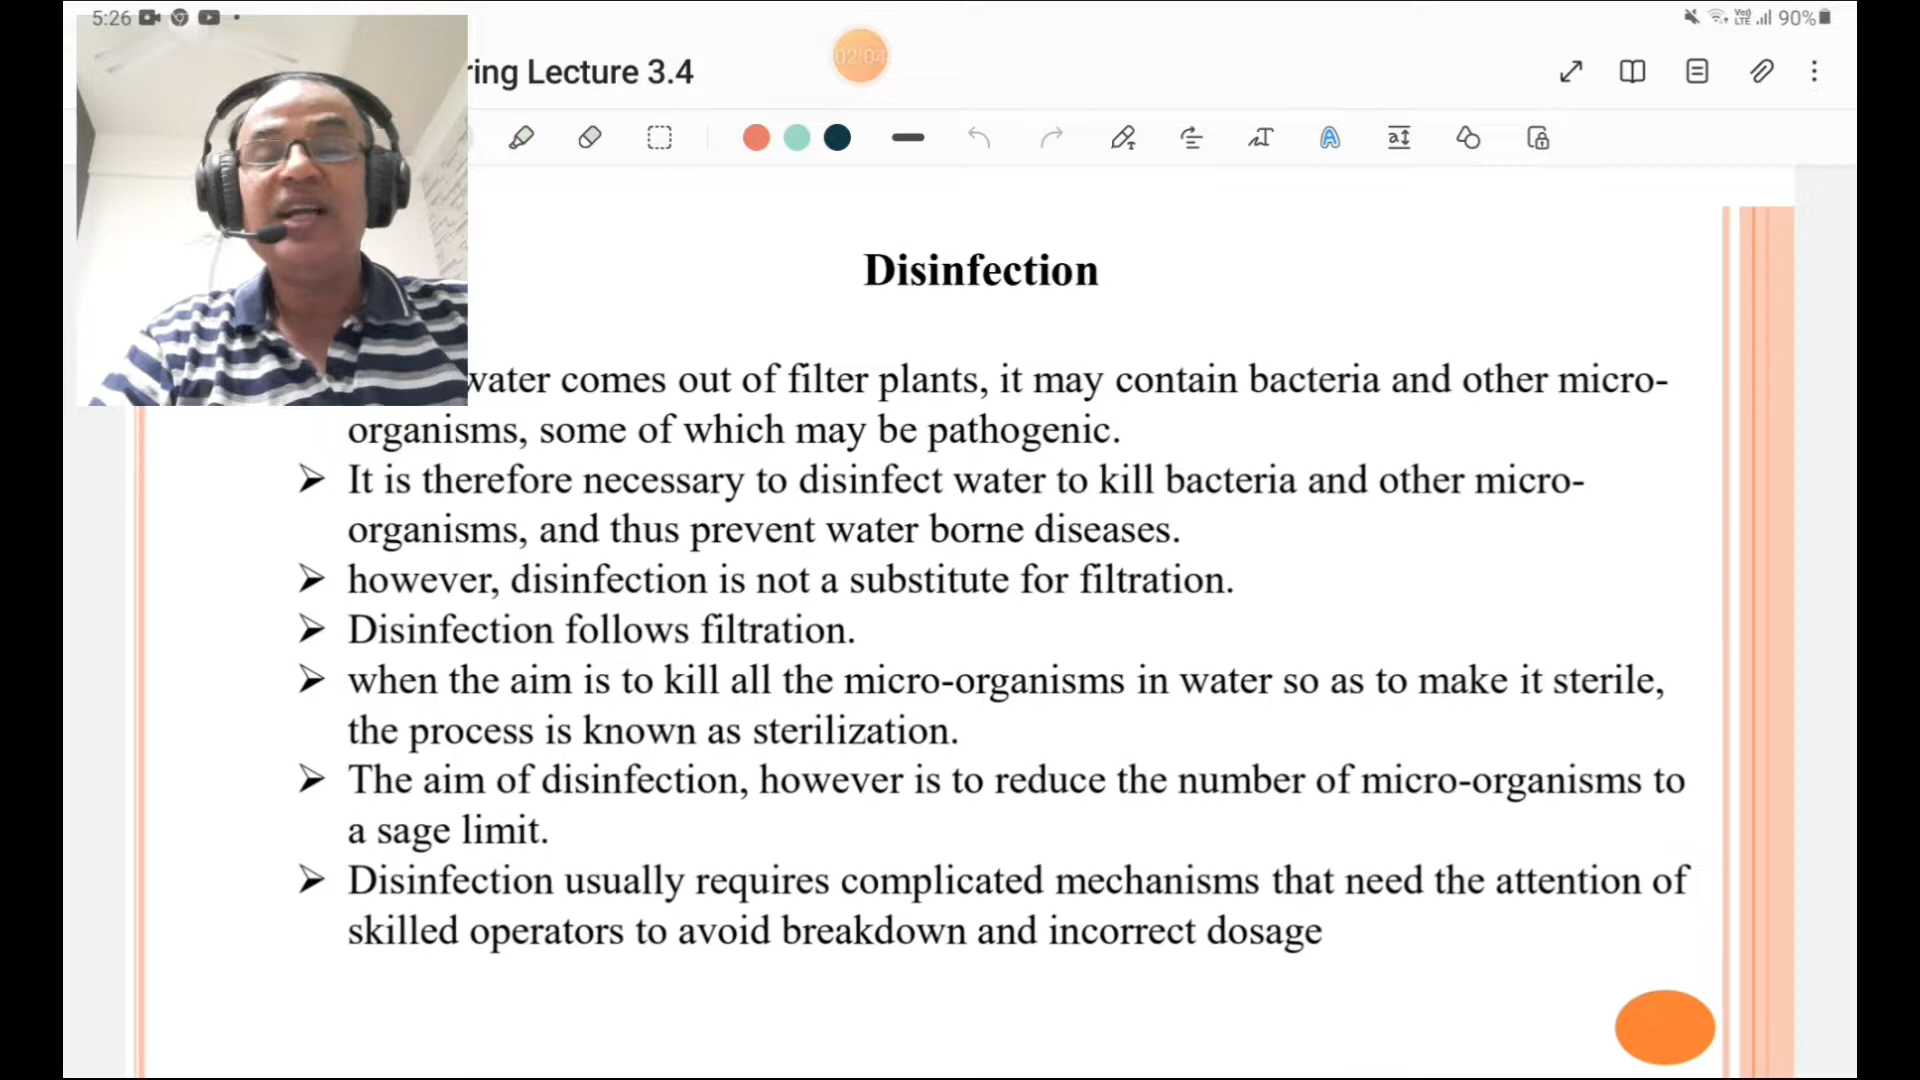 5:26
Vo)) LTE 90%
ring Lecture 3.4
02:04
Disinfection
water comes out of filter plants, it may contain bacteria and other micro-
organisms, some of which may be pathogenic.
➢ It is therefore necessary to disinfect water to kill bacteria and other micro-
organisms, and thus prevent water borne diseases.
➢ however, disinfection is not a substitute for filtration.
➢ Disinfection follows filtration.
➢ when the aim is to kill all the micro-organisms in water so as to make it sterile,
the process is known as sterilization.
➢ The aim of disinfection, however is to reduce the number of micro-organisms to
a sage limit.
➢ Disinfection usually requires complicated mechanisms that need the attention of
skilled operators to avoid breakdown and incorrect dosage